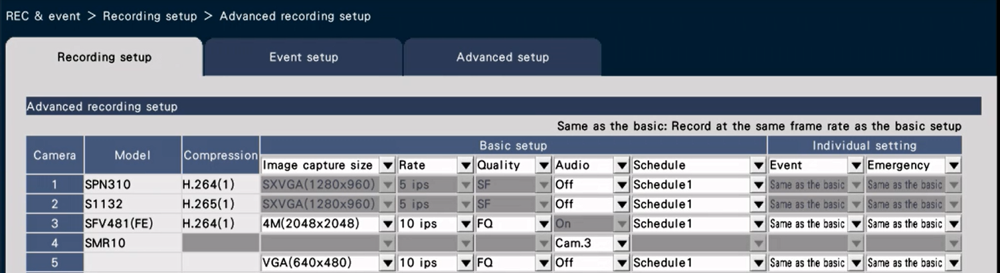 REC & event > Recording setup > Advanced recording setup
Recording setup Event setup Advanced setup
Advanced recording setup
Same as the basic: Record at the same frame rate as the basic setup
Camera Model Compression Basic setup Individual setting
Image capture size Rate Quality Audio Schedule Event Emergency
1 SPN310 H.264(1) SXVGA(1280x960) 5 ips SF Off Schedule1 Same as the basic Same as the basic
2 S1132 H.265(1) SXVGA(1280x960) 5 ips SF Off Schedule1 Same as the basic Same as the basic
3 SFV481(FE) H.264(1) 4M(2048x2048) 10 ips FQ On Schedule1 Same as the basic Same as the basic
4 SMR10 Cam.3
5 VGA(640x480) 10 ips FQ Off Schedule1 Same as the basic Same as the basic